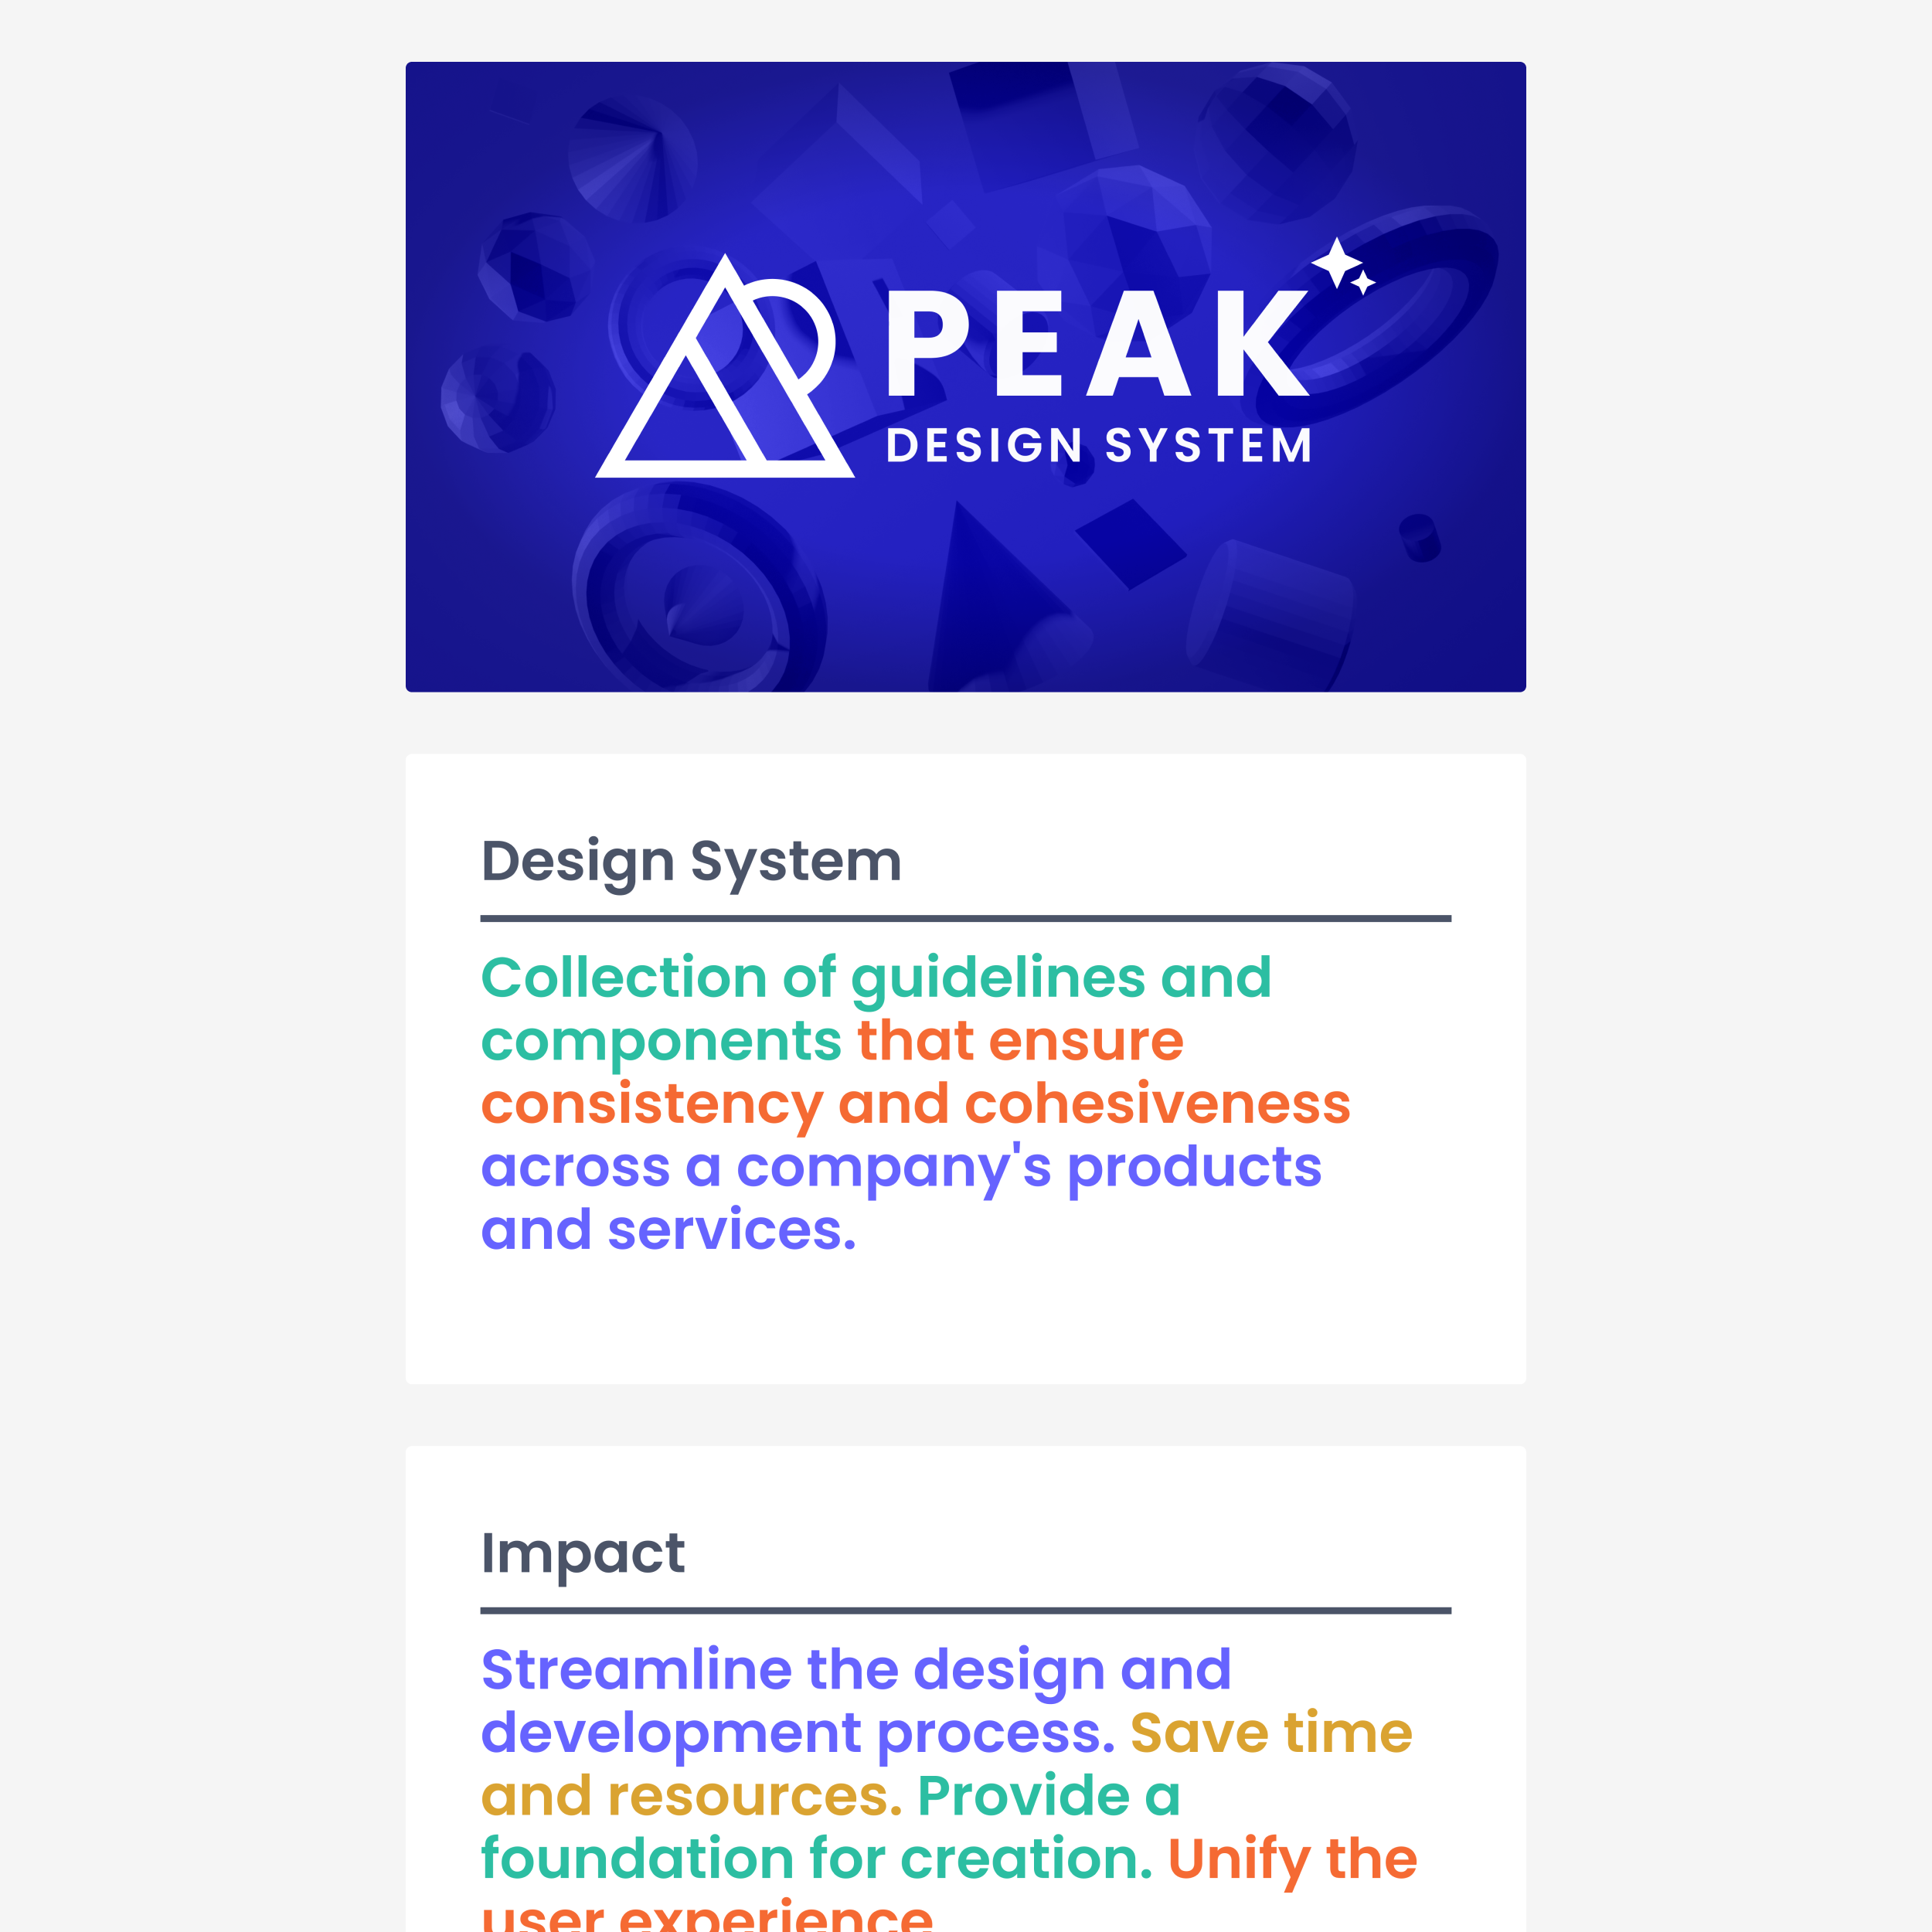 PEAK
DESIGN SYSTEM
Design System
Collection of guidelines and
components that ensure
consistency and cohesiveness
across a company's products
and services.
Impact
Streamline the design and
development process. Save time
and resources. Provide a
foundation for creation. Unify the
user experience